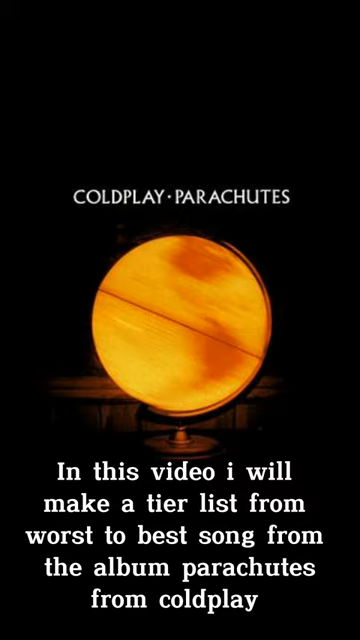 COLDPLAY·PARACHUTES
In this video i will
make a tier list from
worst to best song from
the album parachutes
from coldplay